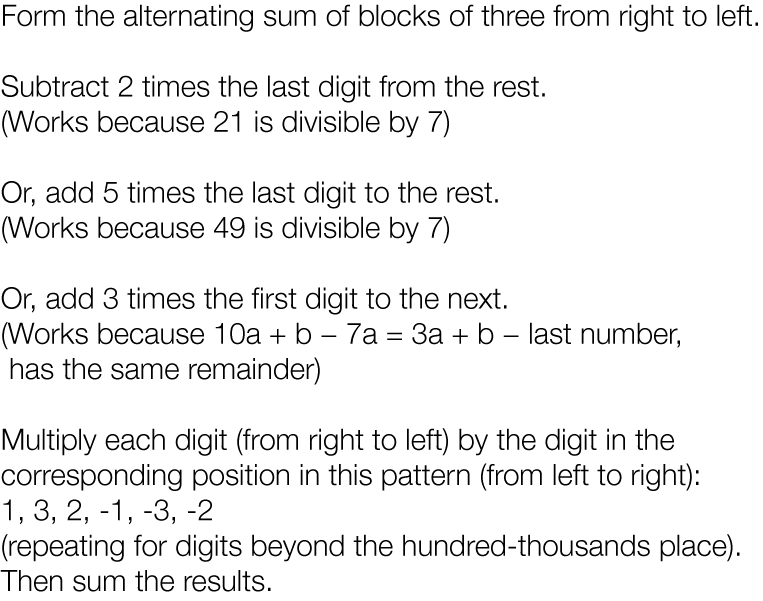 Form the alternating sum of blocks of three from right to left.
Subtract 2 times the last digit from the rest.
(Works because 21 is divisible by 7)
Or, add 5 times the last digit to the rest.
(Works because 49 is divisible by 7)
Or, add 3 times the first digit to the next.
(Works because 10a + b − 7a = 3a + b − last number,
has the same remainder)
Multiply each digit (from right to left) by the digit in the
corresponding position in this pattern (from left to right):
1, 3, 2, -1, -3, -2
(repeating for digits beyond the hundred-thousands place).
Then sum the results.